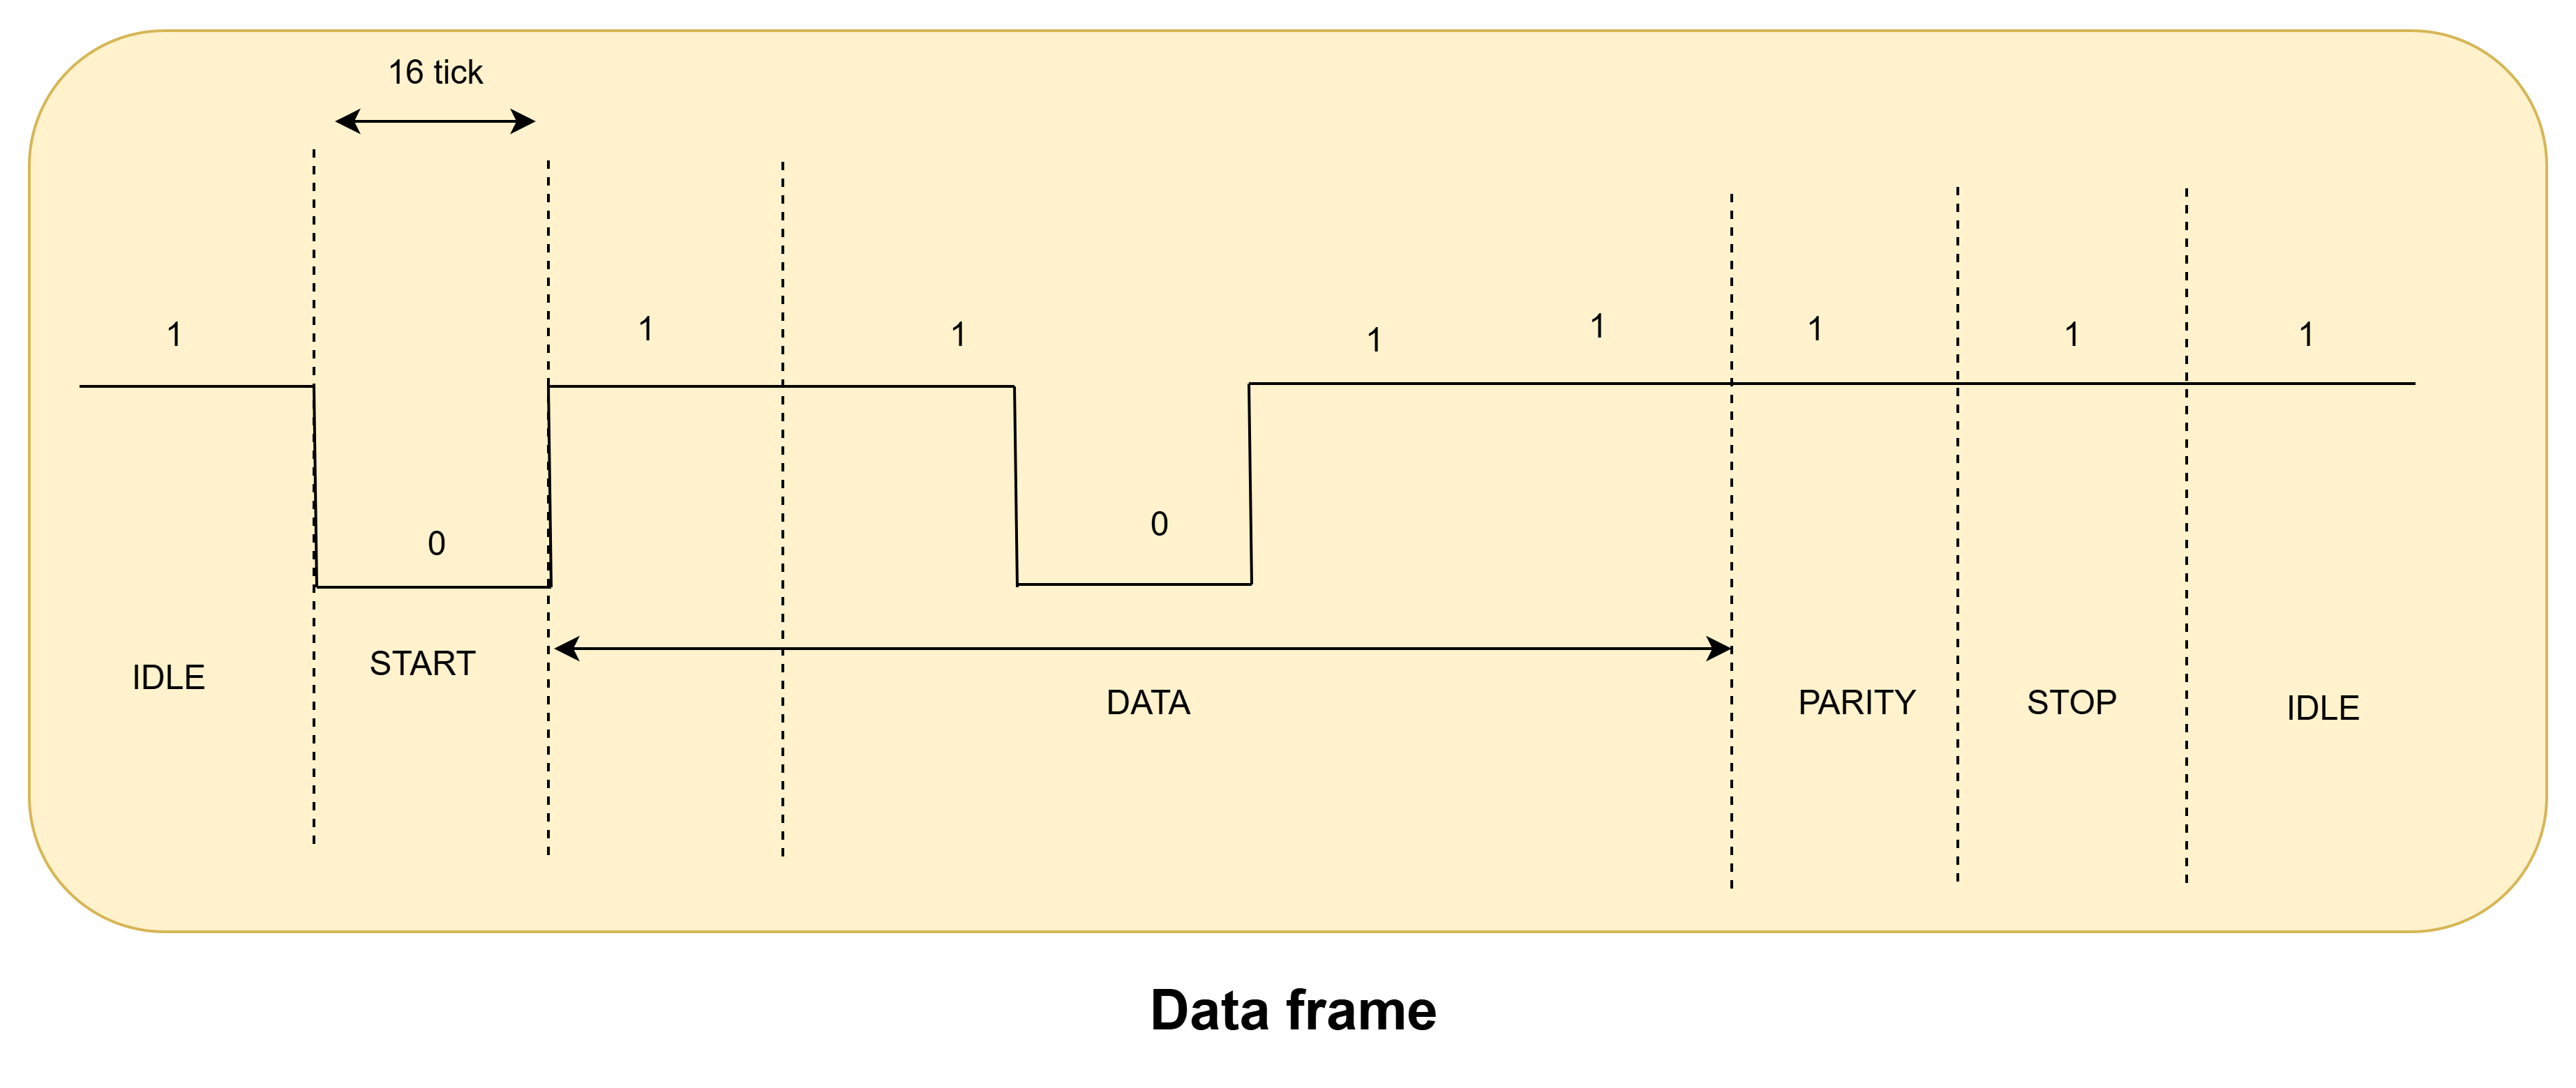 16 tick
1
1
1
1
1
1
1
1
0
0
IDLE
START
DATA
PARITY
STOP
IDLE
Data frame